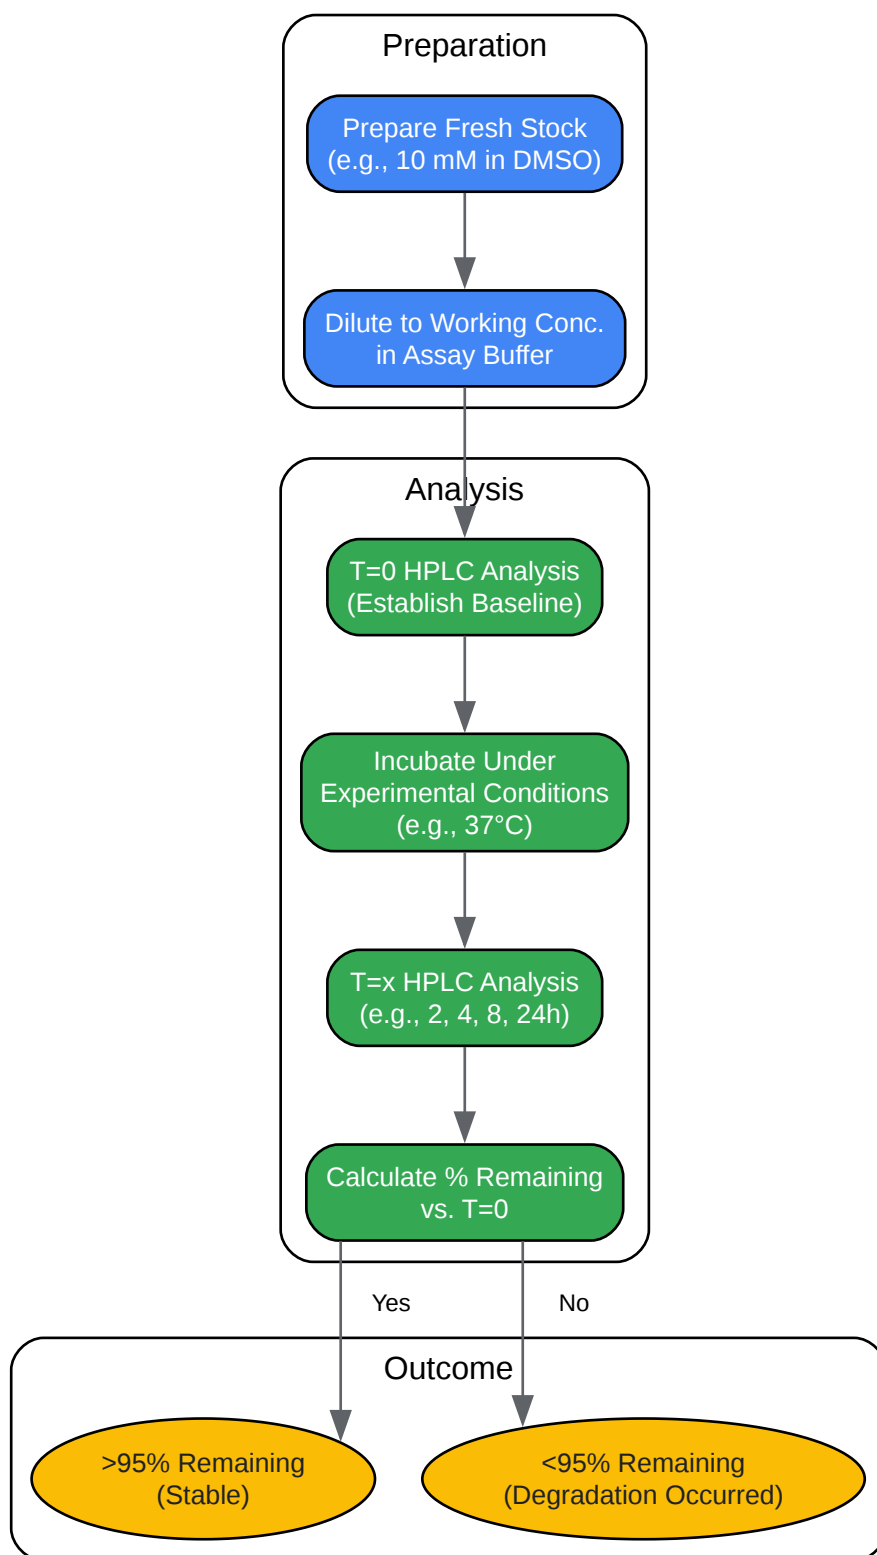 Preparation
Prepare Fresh Stock
(e.g., 10 mM in DMSO)
Dilute to Working Conc.
in Assay Buffer
Analysis
T=0 HPLC Analysis
(Establish Baseline)
Incubate Under
Experimental Conditions
(e.g., 37°C)
T=x HPLC Analysis
(e.g., 2, 4, 8, 24h)
Calculate % Remaining
vs. T=0
Yes
No
Outcome
>95% Remaining
(Stable)
<95% Remaining
(Degradation Occurred)